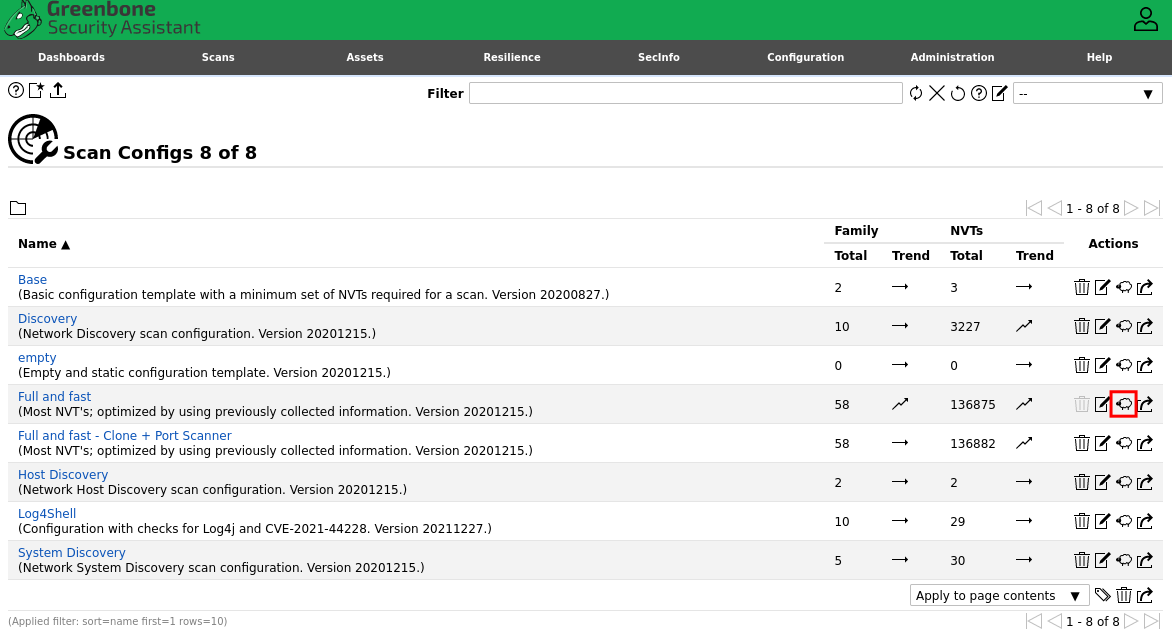 Greenbone
Security Assistant
Dashboards Scans Assets Resilience SecInfo Configuration Administration Help
Filter --
Scan Configs 8 of 8
1 - 8 of 8
Name ▲ Family NVTs Actions
Total Trend Total Trend
Base
(Basic configuration template with a minimum set of NVTs required for a scan. Version 20200827.) 2 3
Discovery
(Network Discovery scan configuration. Version 20201215.) 10 3227
empty
(Empty and static configuration template. Version 20201215.) 0 0
Full and fast
(Most NVT's; optimized by using previously collected information. Version 20201215.) 58 136875
Full and fast - Clone + Port Scanner
(Most NVT's; optimized by using previously collected information. Version 20201215.) 58 136882
Host Discovery
(Network Host Discovery scan configuration. Version 20201215.) 2 2
Log4Shell
(Configuration with checks for Log4j and CVE-2021-44228. Version 20211227.) 10 29
System Discovery
(Network System Discovery scan configuration. Version 20201215.) 5 30
Apply to page contents ▼
(Applied filter: sort=name first=1 rows=10) 1 - 8 of 8